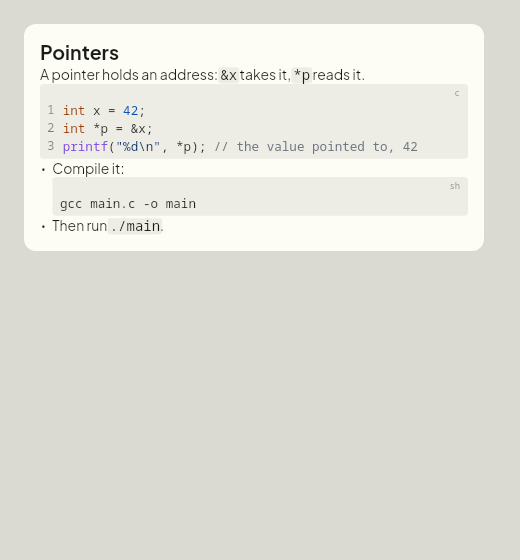 Pointers
A pointer holds an address: &x takes it, *p reads it.
c
1 int x = 42;
2 int *p = &x;
3 printf("%d\n", *p); // the value pointed to, 42
• Compile it:
sh
gcc main.c -o main
• Then run ./main.